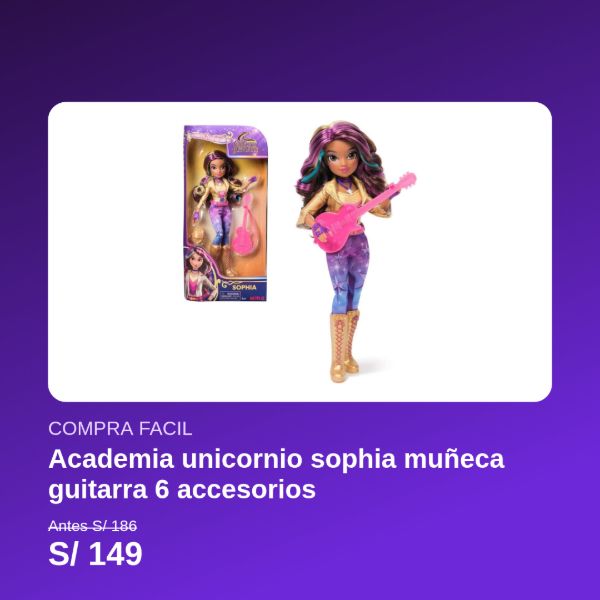 SOPHIA
COMPRA FACIL
Academia unicornio sophia muñeca
guitarra 6 accesorios
Antes S/ 186
S/ 149